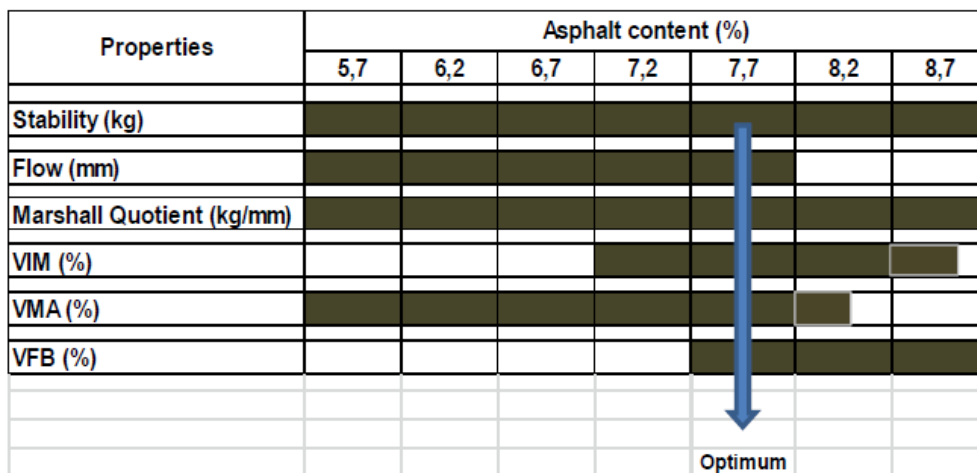 Properties
Asphalt content (%)
5,7 6,2 6,7 7,2 7,7 8,2 8,7
Stability (kg)
Flow (mm)
Marshall Quotient (kg/mm)
VIM (%)
VMA (%)
VFB (%)
Optimum